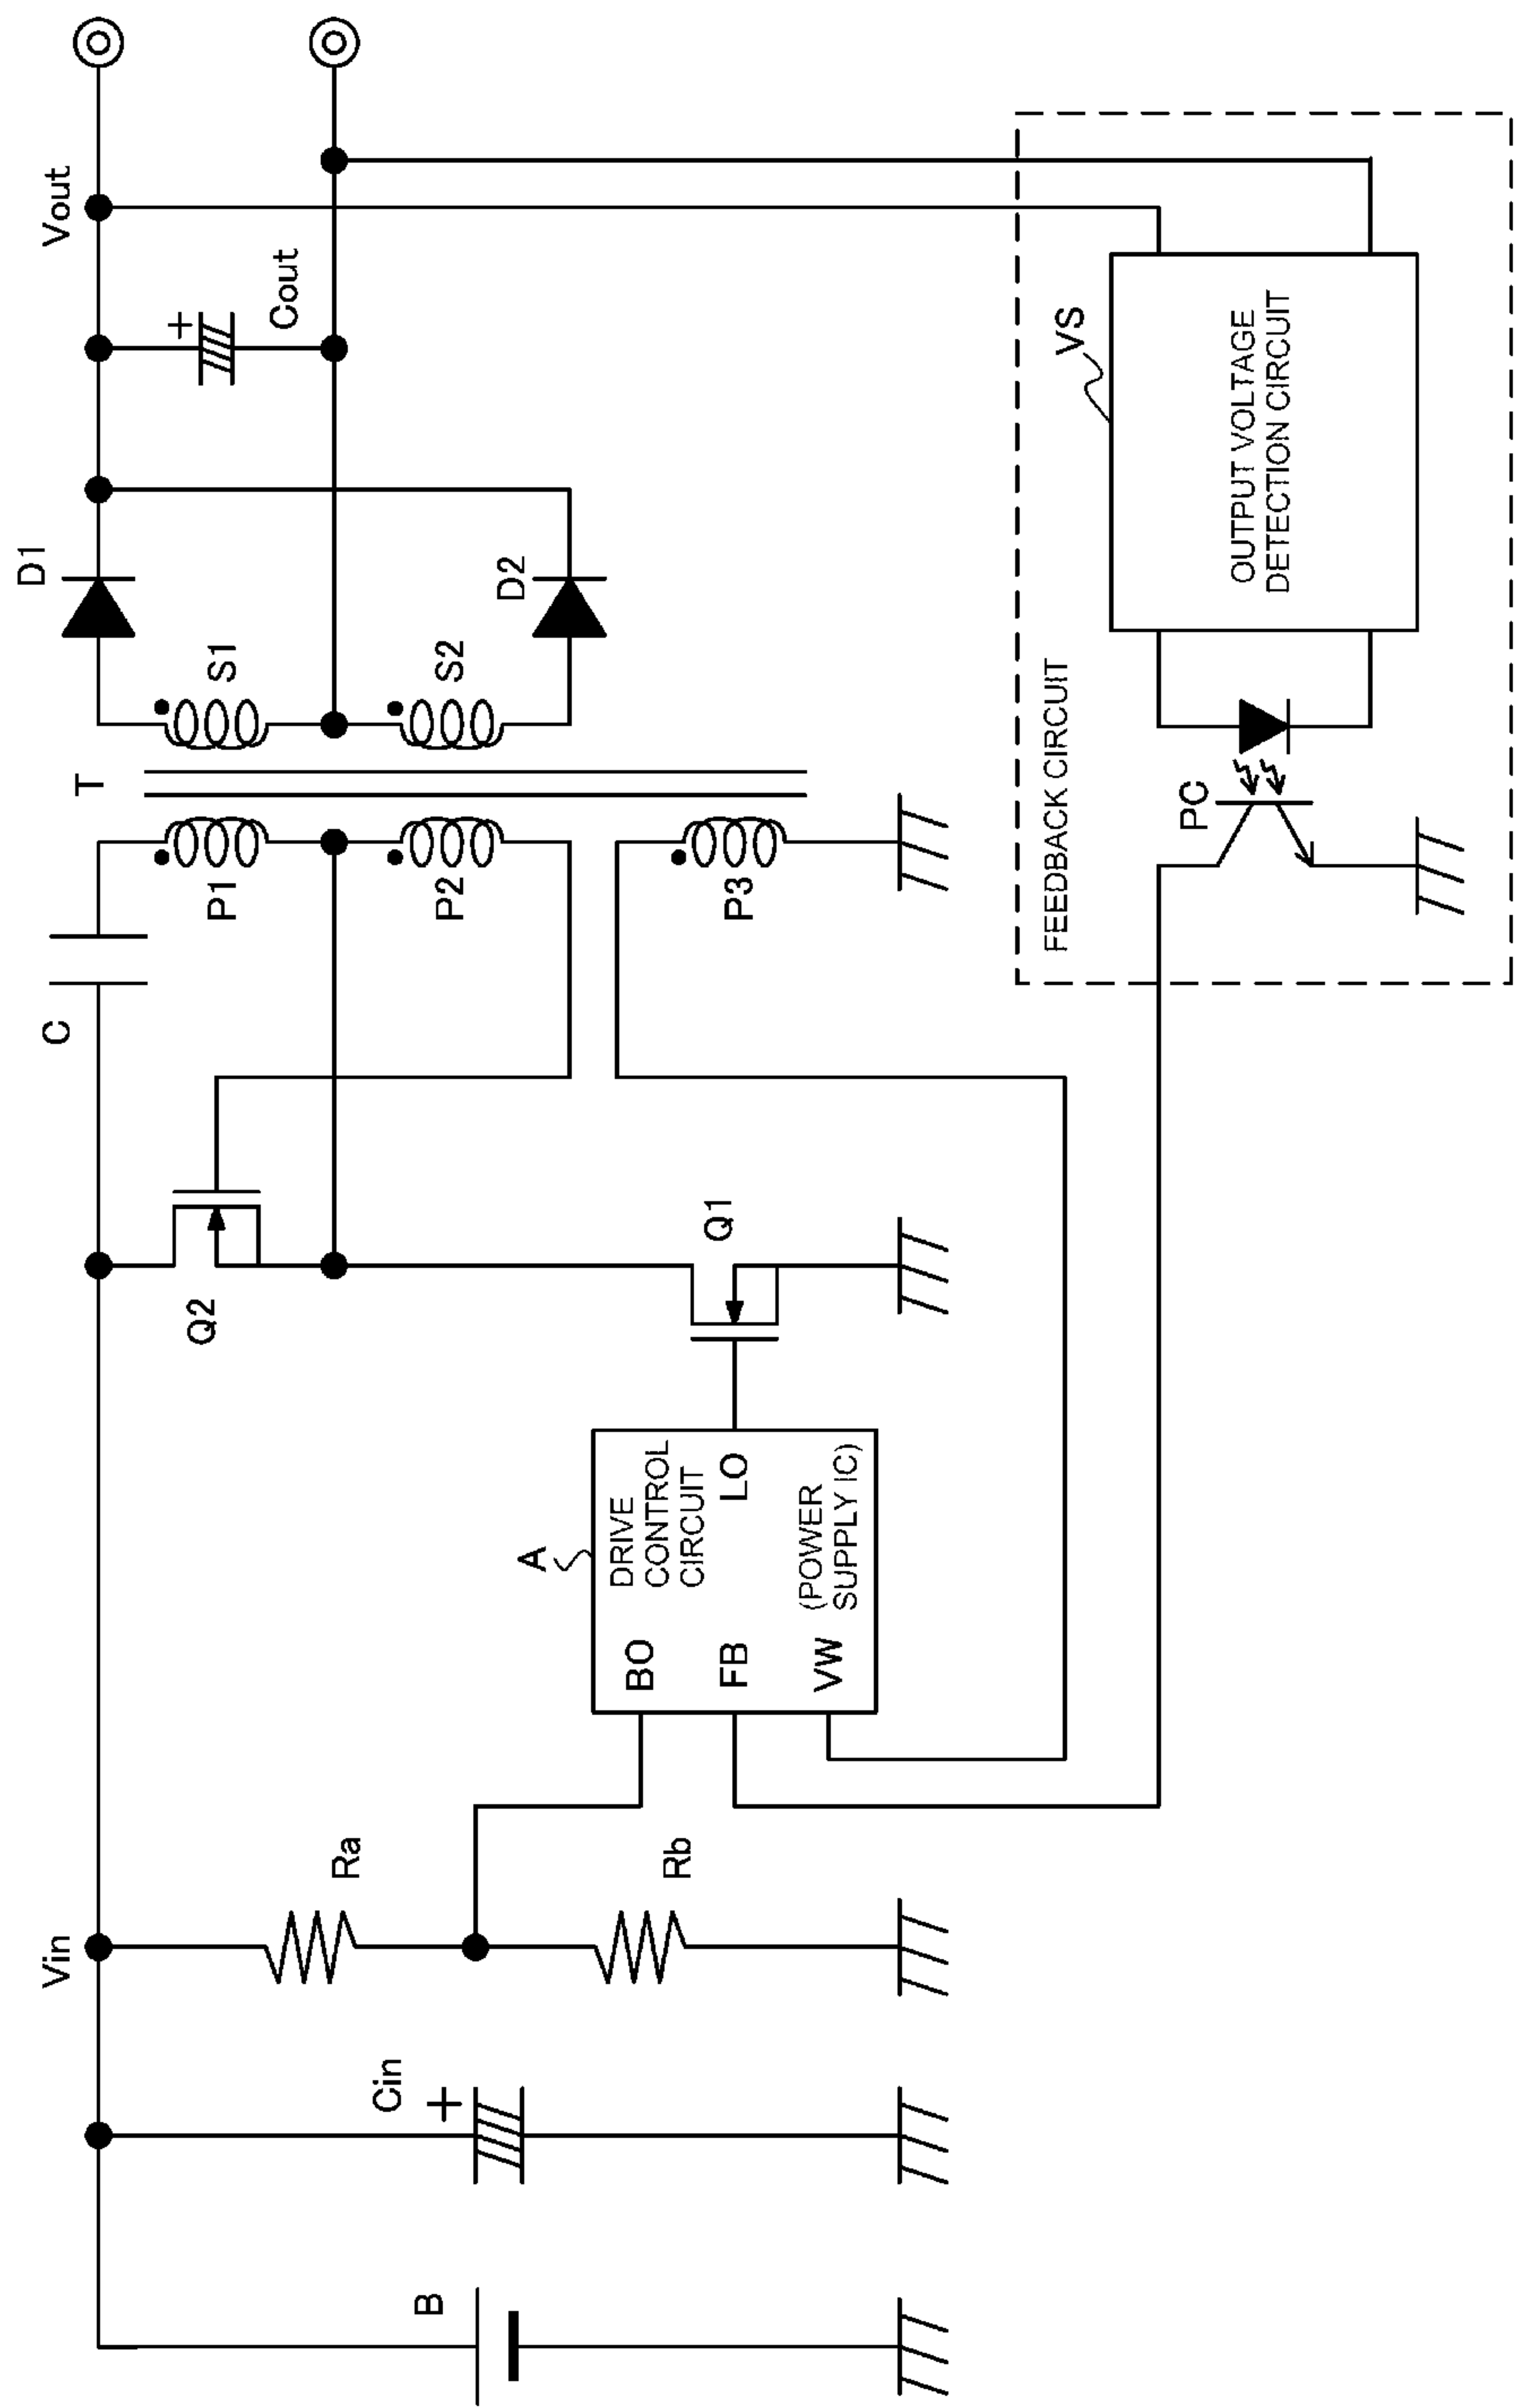 Vin
Vout
B
+
Cin
Ra
Rb
A
DRIVE
CONTROL
CIRCUIT
BO
FB
VW
LO
(POWER
SUPPLY IC)
Q2
Q1
C
T
P1
P2
P3
S1
S2
D1
D2
+
Cout
FEEDBACK CIRCUIT
PC
VS
OUTPUT VOLTAGE
DETECTION CIRCUIT